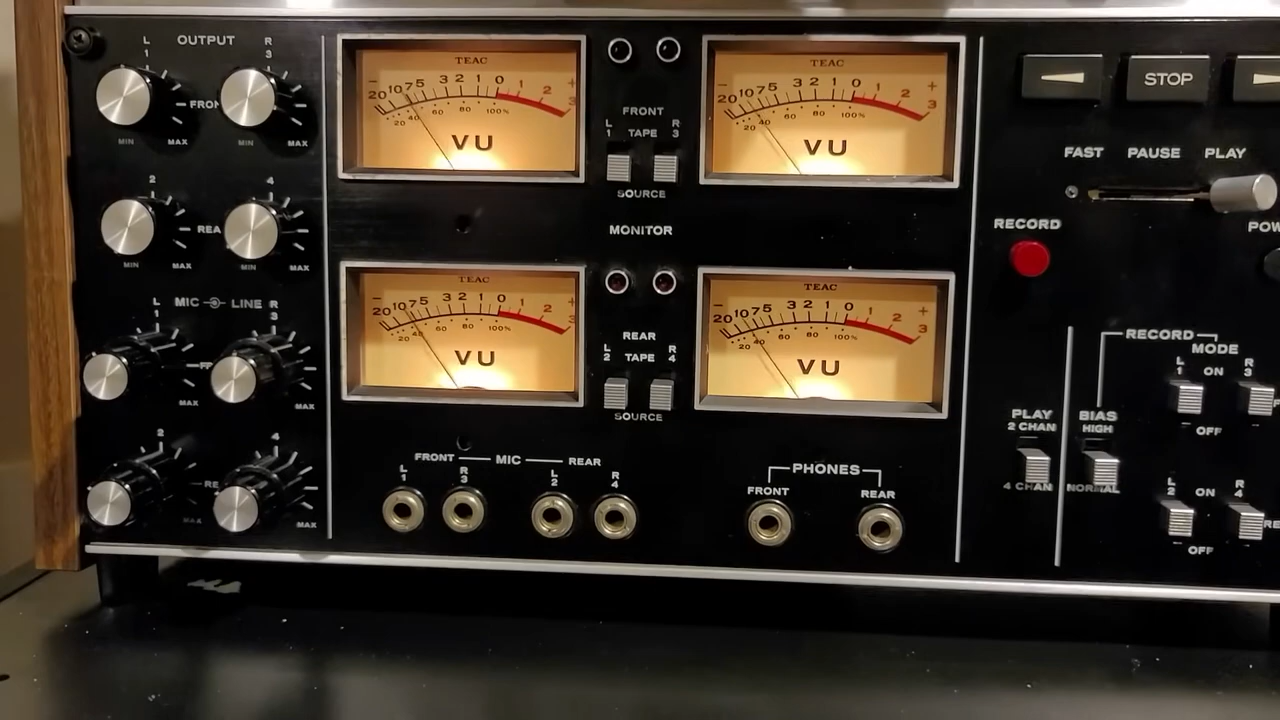 L OUTPUT R
1 3
FRON
MIN MAX MIN MAX
2 4
REA
MIN MAX MIN MAX
L MIC LINE R
1 3
MAX MAX
2 4
RE
MAX MAX
TEAC
- 20 10 7 5 3 2 1 0 1 2 3 +
20 40 60 80 100%
VU
FRONT
L TAPE R
1 3
SOURCE
MONITOR
TEAC
- 20 10 7 5 3 2 1 0 1 2 3 +
20 40 60 80 100%
VU
TEAC
- 20 10 7 5 3 2 1 0 1 2 3 +
20 40 60 80 100%
VU
REAR
L TAPE R
2 4
SOURCE
TEAC
- 20 10 7 5 3 2 1 0 1 2 3 +
20 40 60 80 100%
VU
FRONT MIC REAR
L R L R
1 3 2 4
PHONES
FRONT REAR
STOP
FAST PAUSE PLAY
RECORD
POW
RECORD
MODE
L ON R
1 3
OFF
PLAY
2 CHAN
4 CHAN
BIAS
HIGH
NORMAL
L ON R
2 4
RE
OFF